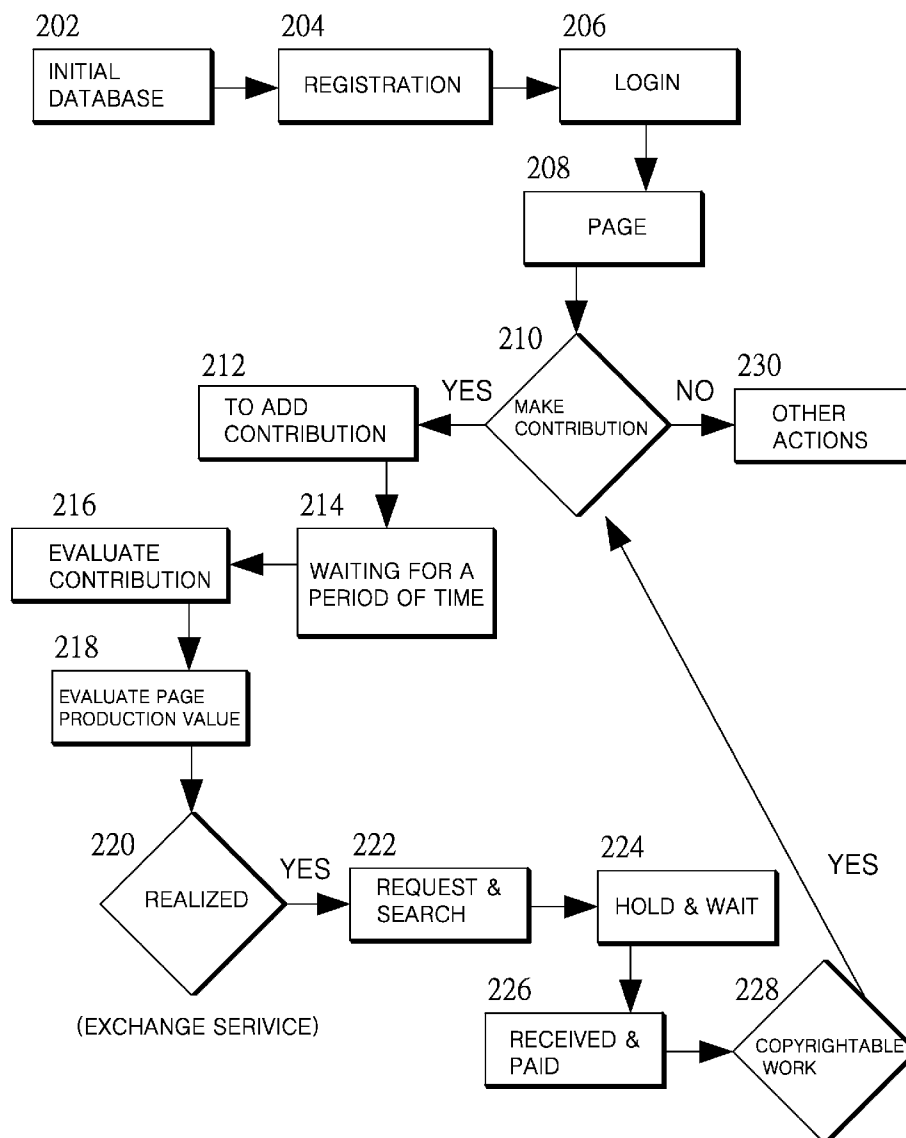 202
INITIAL
DATABASE
204
REGISTRATION
206
LOGIN
208
PAGE
210
MAKE
CONTRIBUTION
YES
NO
212
TO ADD
CONTRIBUTION
230
OTHER
ACTIONS
214
WAITING FOR A
PERIOD OF TIME
216
EVALUATE
CONTRIBUTION
218
EVALUATE PAGE
PRODUCTION VALUE
220
REALIZED
(EXCHANGE SERIVICE)
YES
222
REQUEST &
SEARCH
224
HOLD & WAIT
226
RECEIVED &
PAID
228
COPYRIGHTABLE
WORK
YES